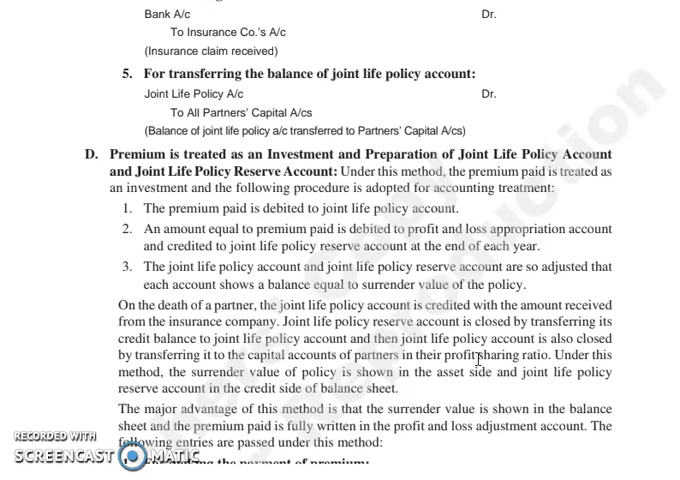 Bank A/c Dr.
To Insurance Co.'s A/c
(Insurance claim received)
5. For transferring the balance of joint life policy account:
Joint Life Policy A/c Dr.
To All Partners' Capital A/cs
(Balance of joint life policy a/c transferred to Partners' Capital A/cs)
D. Premium is treated as an Investment and Preparation of Joint Life Policy Account
and Joint Life Policy Reserve Account: Under this method, the premium paid is treated as
an investment and the following procedure is adopted for accounting treatment:
1. The premium paid is debited to joint life policy account.
2. An amount equal to premium paid is debited to profit and loss appropriation account
and credited to joint life policy reserve account at the end of each year.
3. The joint life policy account and joint life policy reserve account are so adjusted that
each account shows a balance equal to surrender value of the policy.
On the death of a partner, the joint life policy account is credited with the amount received
from the insurance company. Joint life policy reserve account is closed by transferring its
credit balance to joint life policy account and then joint life policy account is also closed
by transferring it to the capital accounts of partners in their profit sharing ratio. Under this
method, the surrender value of policy is shown in the asset side and joint life policy
reserve account in the credit side of balance sheet.
The major advantage of this method is that the surrender value is shown in the balance
sheet and the premium paid is fully written in the profit and loss adjustment account. The
following entries are passed under this method:
the payment of premium:
RECORDED WITH
SCREENCAST MATIC